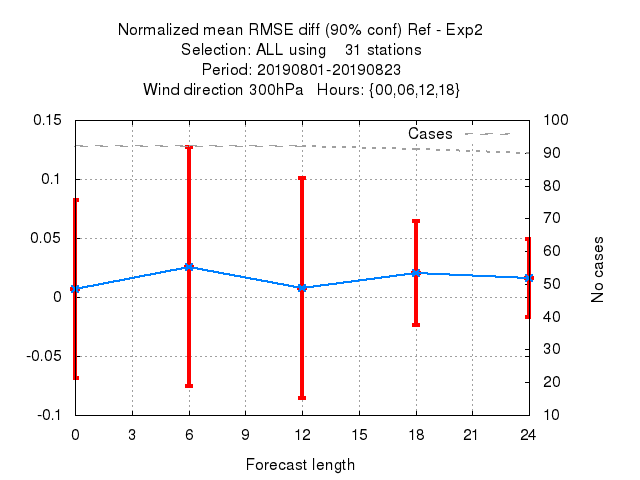 Normalized mean RMSE diff (90% conf) Ref - Exp2
Selection: ALL using 31 stations
Period: 20190801-20190823
Wind direction 300hPa Hours: {00,06,12,18}
Cases
0.15
0.1
0.05
0
-0.05
-0.1
100
90
80
70
60
50
40
30
20
10
No cases
0 3 6 9 12 15 18 21 24
Forecast length